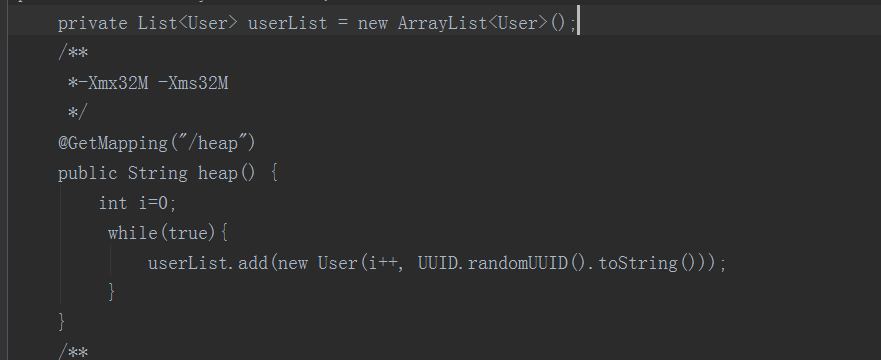 private List<User> userList = new ArrayList<User>();
/**
*-Xmx32M -Xms32M
*/
@GetMapping("/heap")
public String heap() {
int i=0;
while(true){
userList.add(new User(i++, UUID.randomUUID().toString()));
}
}
/**